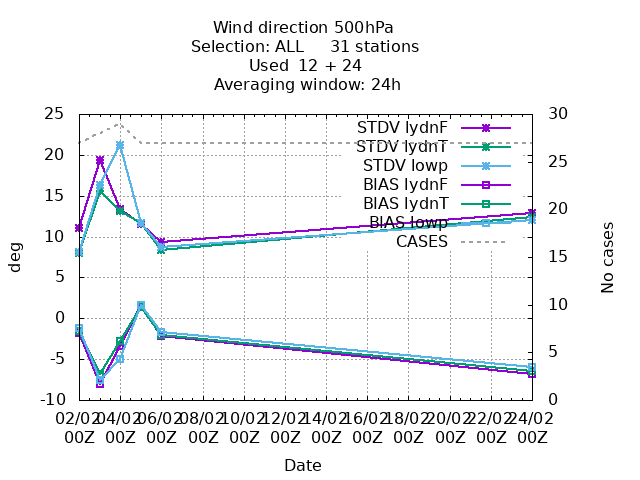 Wind direction 500hPa
Selection: ALL 31 stations
Used 12 + 24
Averaging window: 24h
25
20
15
10
5
0
-5
-10
deg
30
25
20
15
10
5
0
No cases
STDV lydnF
STDV lydnT
STDV lowp
BIAS lydnF
BIAS lydnT
BIAS lowp
CASES
02/02 04/02 06/02 08/02 10/02 12/02 14/02 16/02 18/02 20/02 22/02 24/02
00Z 00Z 00Z 00Z 00Z 00Z 00Z 00Z 00Z 00Z 00Z 00Z
Date